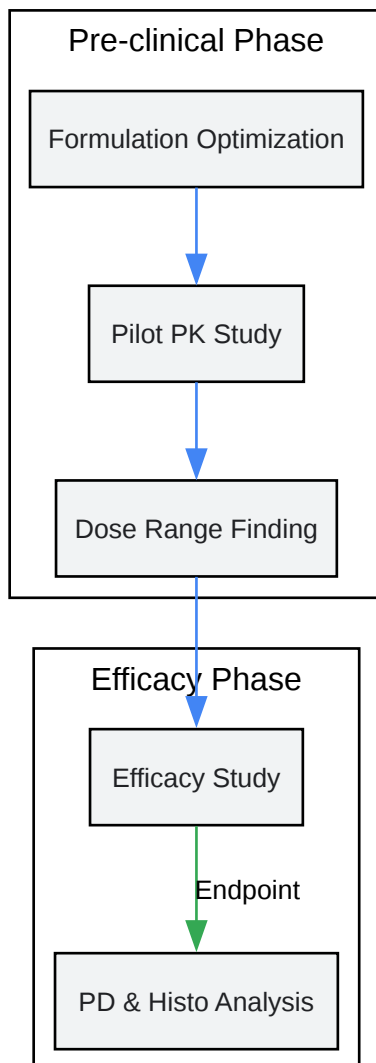 Pre-clinical Phase
Formulation Optimization
Pilot PK Study
Dose Range Finding
Efficacy Phase
Efficacy Study
Endpoint
PD & Histo Analysis